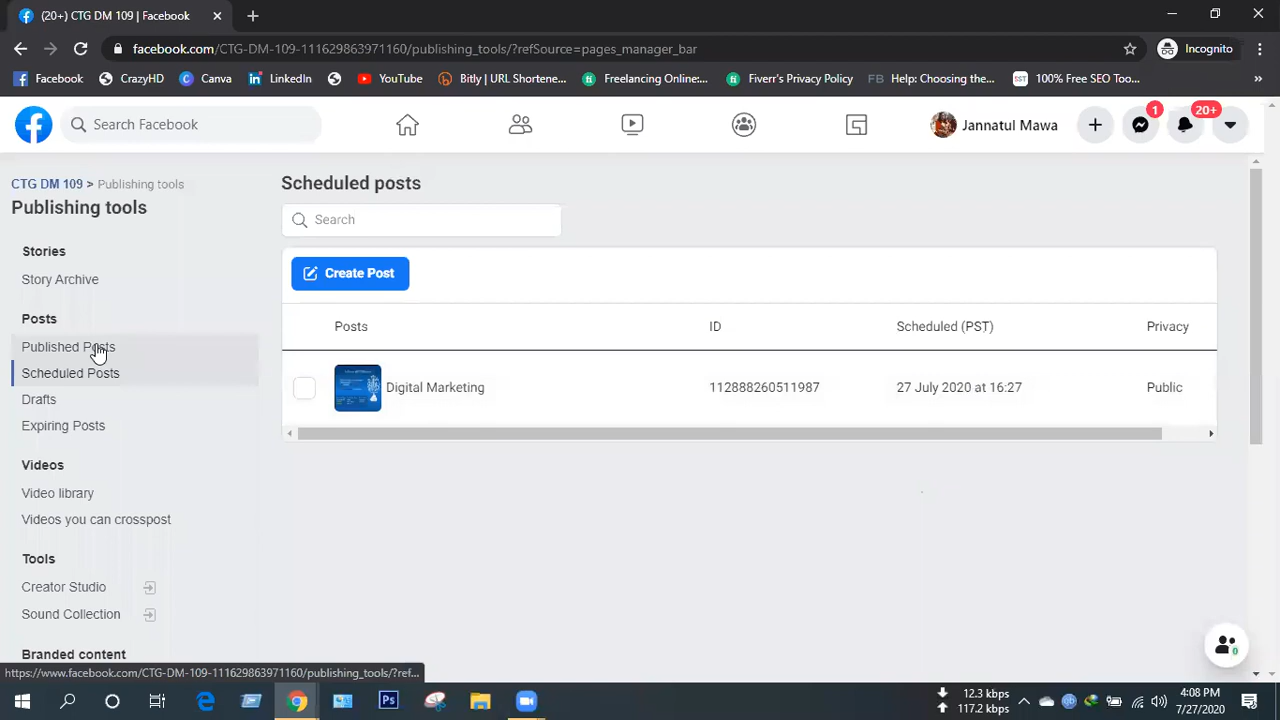 (20+) CTG DM 109 | Facebook
facebook.com/CTG-DM-109-111629863971160/publishing_tools/?refSource=pages_manager_bar
Incognito
Facebook
CrazyHD
Canva
LinkedIn
YouTube
Bitly | URL Shortene...
Freelancing Online:...
Fiverr's Privacy Policy
FB Help: Choosing the...
SST 100% Free SEO Too...
»
Search Facebook
Jannatul Mawa
1
20+
CTG DM 109 > Publishing tools
Publishing tools
Stories
Story Archive
Posts
Published Posts
Scheduled Posts
Drafts
Expiring Posts
Videos
Video library
Videos you can crosspost
Tools
Creator Studio
Sound Collection
Branded content
Scheduled posts
Search
Create Post
Posts ID Scheduled (PST) Privacy
Digital Marketing 112888260511987 27 July 2020 at 16:27 Public
0
https://www.facebook.com/CTG-DM-109-111629863971160/publishing_tools/?ref...
Ps
12.3 kbps
117.2 kbps
4:08 PM
7/27/2020